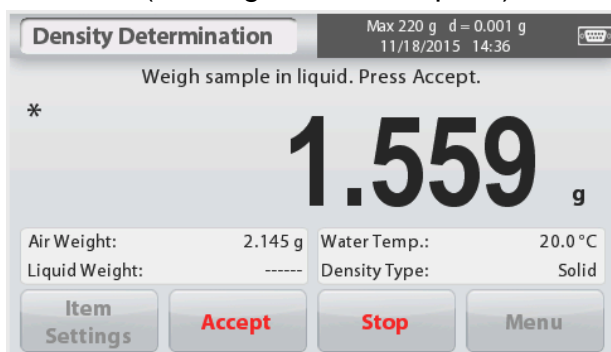 Density Determination
Max 220 g d = 0.001 g
11/18/2015 14:36
Weigh sample in liquid. Press Accept.
*
1.559 g
Air Weight: 2.145 g Water Temp.: 20.0 °C
Liquid Weight: ------ Density Type: Solid
Item Settings Accept Stop Menu